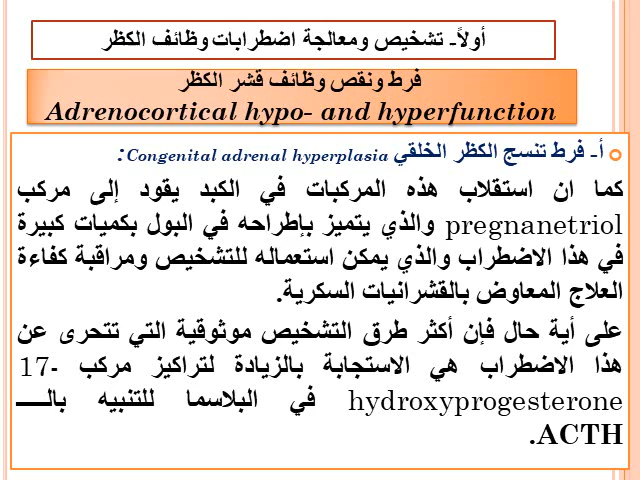 أولاً- تشخيص ومعالجة اضطرابات وظائف الكظر
فرط ونقص وظائف قشر الكظر
Adrenocortical hypo- and hyperfunction
أ- فرط تنسج الكظر الخلقي Congenital adrenal hyperplasia:
كما ان استقلاب هذه المركبات في الكبد يقود إلى مركب
pregnanetriol والذي يتميز بإطراحه في البول بكميات كبيرة
في هذا الاضطراب والذي يمكن استعماله للتشخيص ومراقبة كفاءة
العلاج المعاوض بالقشرانيات السكرية.
على أية حال فإن أكثر طرق التشخيص موثوقية التي تتحرى عن
هذا الاضطراب هي الاستجابة بالزيادة لتراكيز مركب 17-
hydroxyprogesterone في البلاسما للتنبيه بالـــــ
ACTH.